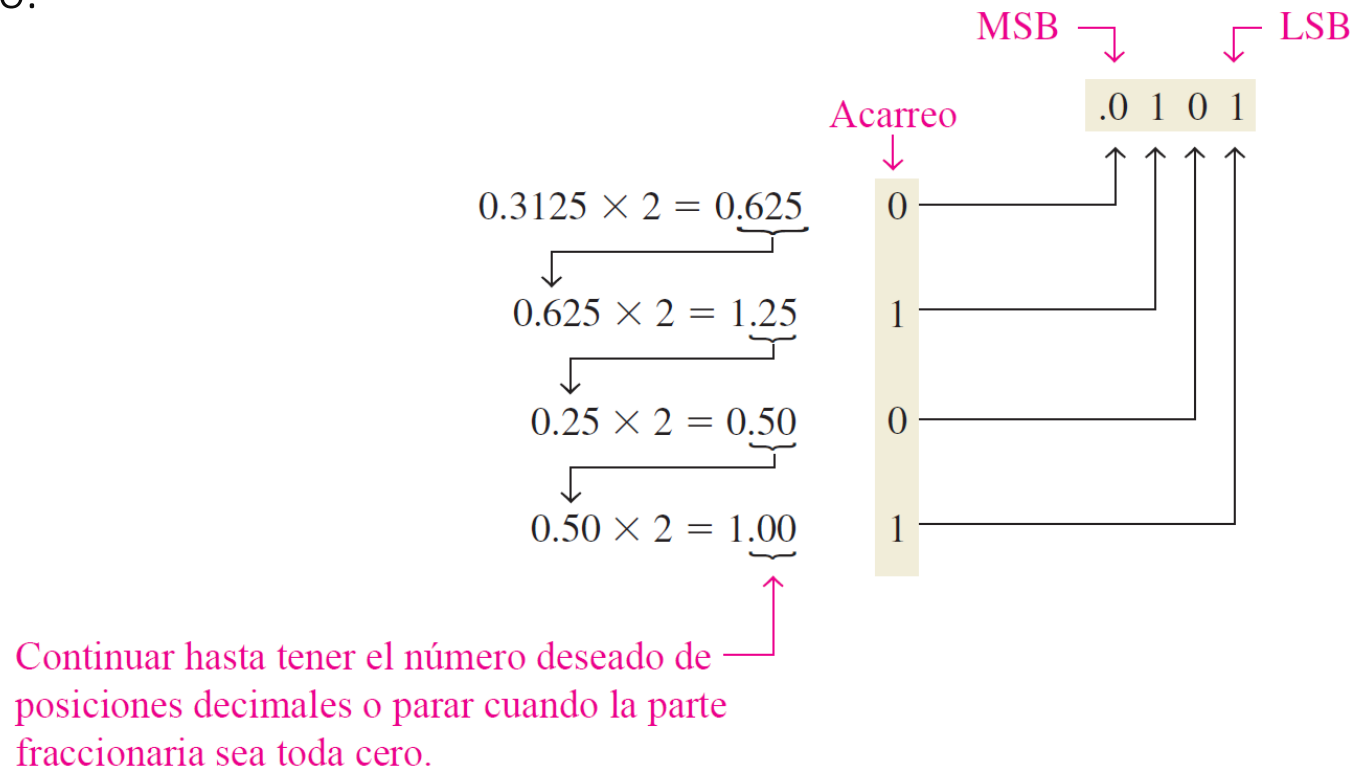 MSB LSB
.0 1 0 1
Acarreo
0.3125 × 2 = 0.625 0
0.625 × 2 = 1.25 1
0.25 × 2 = 0.50 0
0.50 × 2 = 1.00 1
Continuar hasta tener el número deseado de
posiciones decimales o parar cuando la parte
fraccionaria sea toda cero.